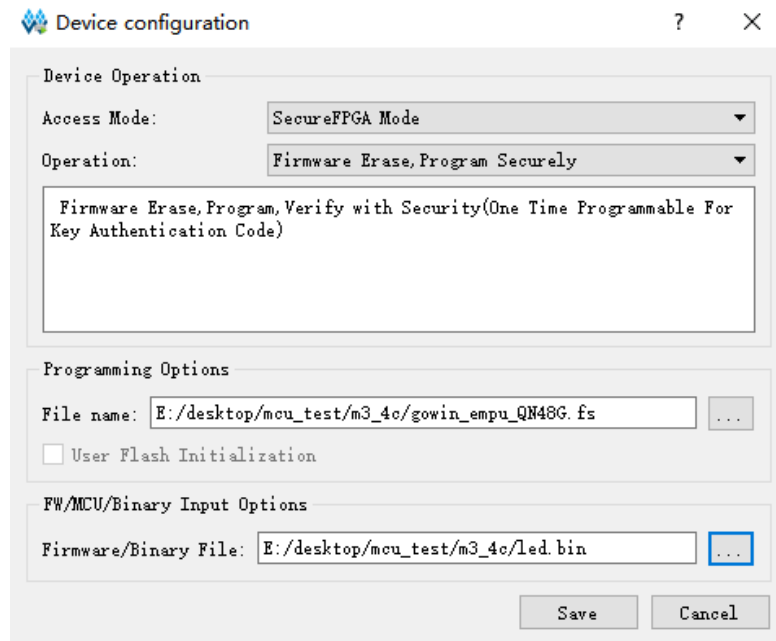 Device configuration
?
Device Operation
Access Mode:
SecureFPGA Mode
Operation:
Firmware Erase,Program Securely
Firmware Erase,Program,Verify with Security(One Time Programmable For
Key Authentication Code)
Programming Options
File name:
E:/desktop/mcu_test/m3_4c/gowin_empu_QN48G.fs
...
User Flash Initialization
FW/MCU/Binary Input Options
Firmware/Binary File:
E:/desktop/mcu_test/m3_4c/led.bin
...
Save
Cancel